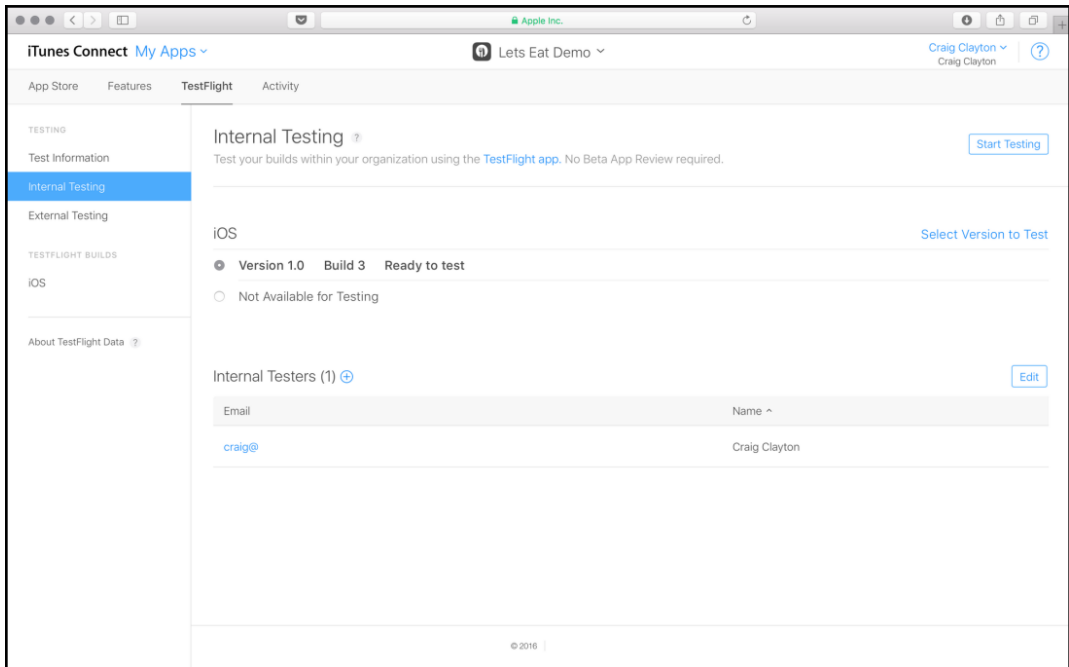 Apple Inc.
iTunes Connect My Apps
Lets Eat Demo
Craig Clayton
Craig Clayton
?
App Store Features TestFlight Activity
TESTING
Test Information
Internal Testing
External Testing
TESTFLIGHT BUILDS
iOS
About TestFlight Data ?
Internal Testing ?
Start Testing
Test your builds within your organization using the TestFlight app. No Beta App Review required.
iOS
Select Version to Test
Version 1.0 Build 3 Ready to test
Not Available for Testing
Internal Testers (1)
Edit
Email Name
craig@ Craig Clayton
© 2016